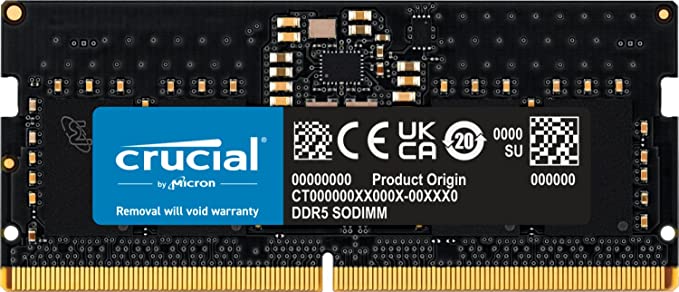 crucial
by Micron
Removal will void warranty
CE UK CA 20 0000 SU
00000000 Product Origin 000000
CT000000XX000X-00XXX0
DDR5 SODIMM